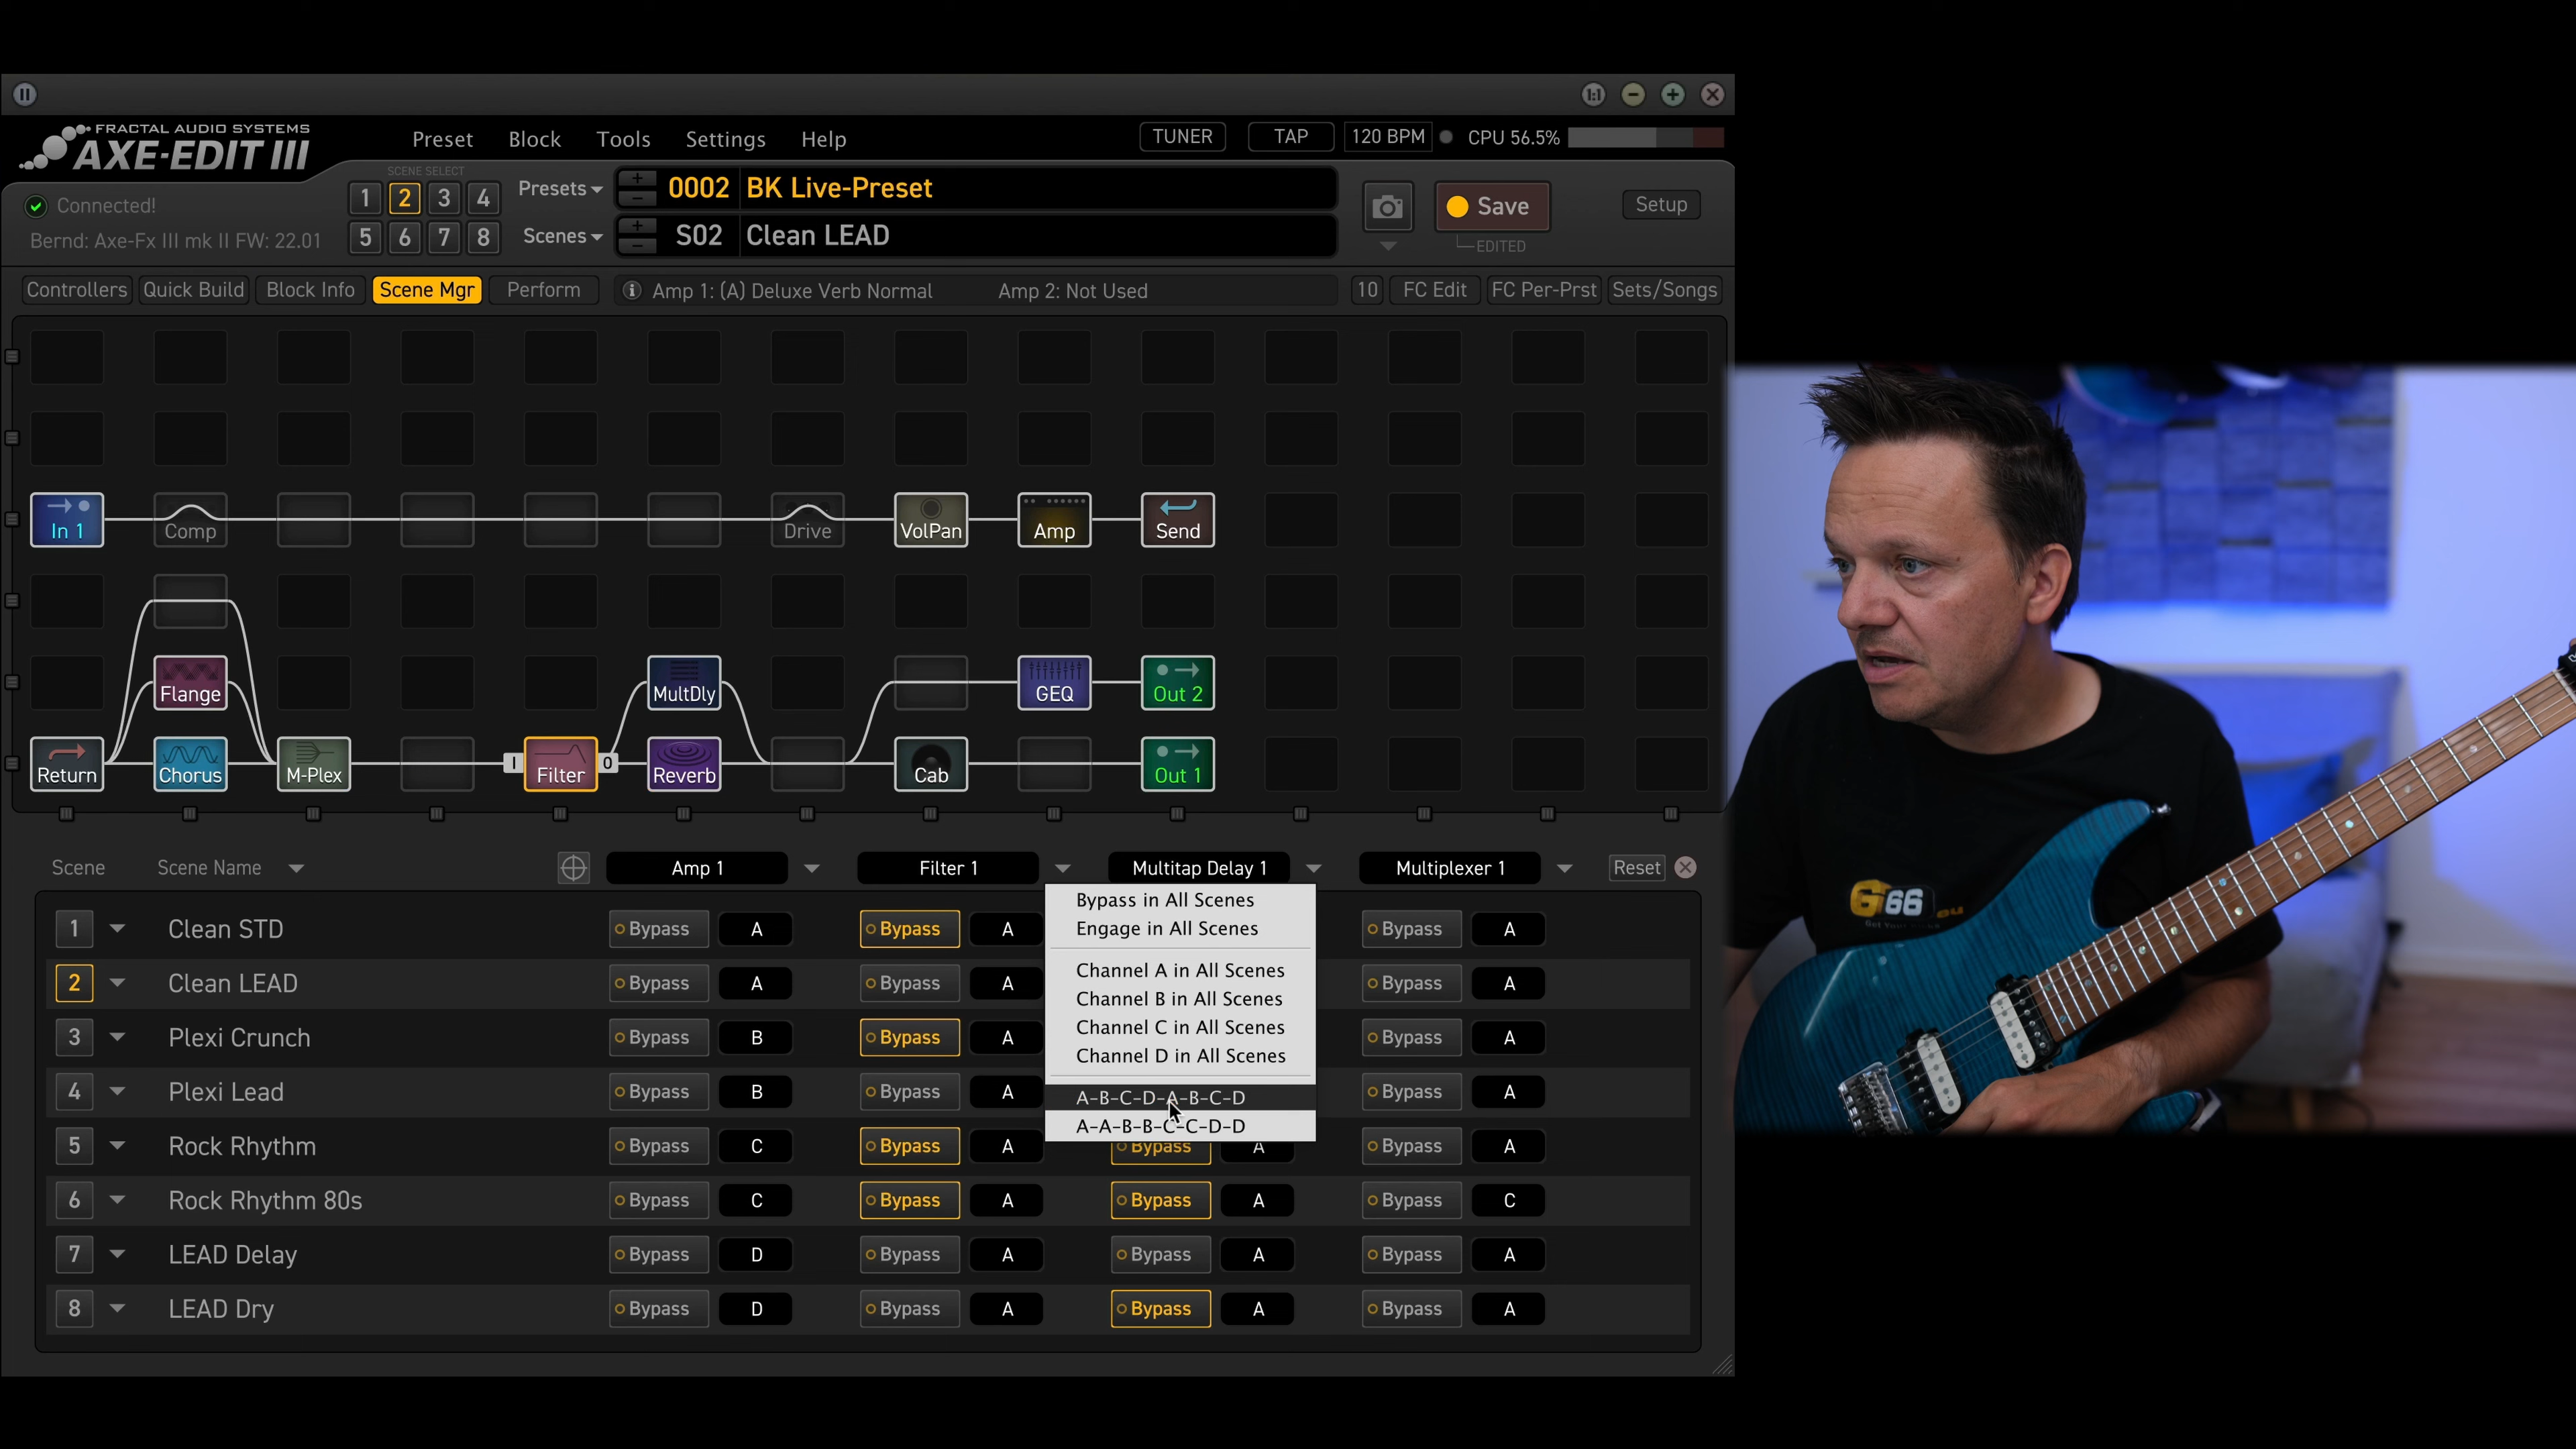 FRACTAL AUDIO SYSTEMS
AXE-EDIT III
Preset Block Tools Settings Help
TUNER TAP 120 BPM CPU 56.5%
SCENE SELECT
1 2 3 4
5 6 7 8
Connected!
Bernd: Axe-Fx III mk II FW: 22.01
Presets 0002 BK Live-Preset
Scenes S02 Clean LEAD
Save
EDITED
Setup
Controllers Quick Build Block Info Scene Mgr Perform
Amp 1: (A) Deluxe Verb Normal Amp 2: Not Used
10 FC Edit FC Per-Prst Sets/Songs
In 1 Comp Drive VolPan Amp Send
Flange MultDly GEQ Out 2
Return Chorus M-Plex I Filter O Reverb Cab Out 1
Scene Scene Name Amp 1 Filter 1 Multitap Delay 1 Multiplexer 1 Reset
1 Clean STD Bypass A Bypass A Bypass A
2 Clean LEAD Bypass A Bypass A Bypass A
3 Plexi Crunch Bypass B Bypass A Bypass A
4 Plexi Lead Bypass B Bypass A Bypass A
5 Rock Rhythm Bypass C Bypass A Bypass A Bypass A
6 Rock Rhythm 80s Bypass C Bypass A Bypass A Bypass C
7 LEAD Delay Bypass D Bypass A Bypass A Bypass A
8 LEAD Dry Bypass D Bypass A Bypass A Bypass A
Bypass in All Scenes
Engage in All Scenes
Channel A in All Scenes
Channel B in All Scenes
Channel C in All Scenes
Channel D in All Scenes
A-B-C-D-A-B-C-D
A-A-B-B-C-C-D-D
G66.eu